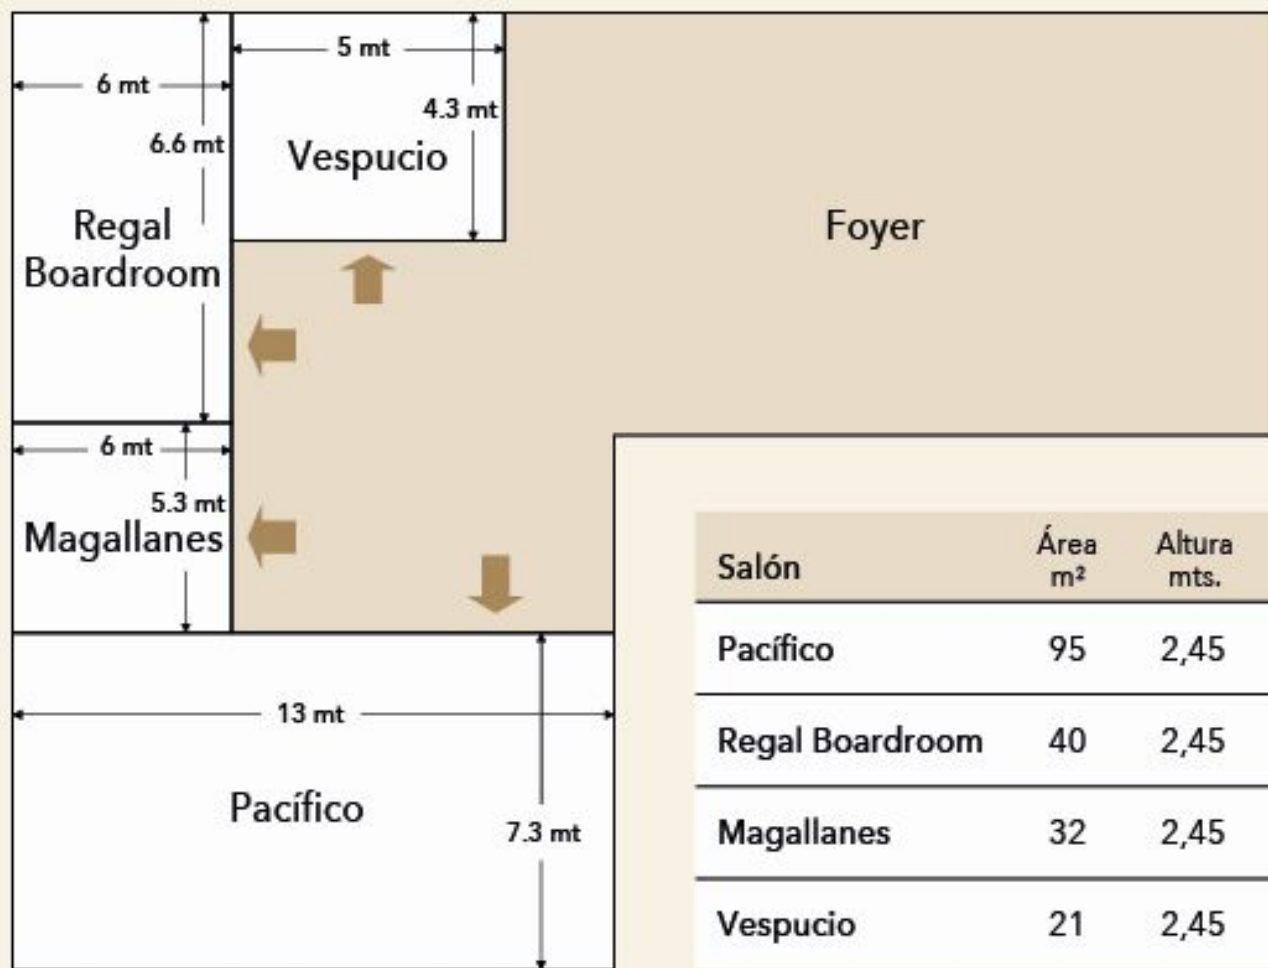 6 mt
6.6 mt
Regal
Boardroom
5 mt
4.3 mt
Vespucio
Foyer
6 mt
5.3 mt
Magallanes
13 mt
Pacífico
7.3 mt
Salón Área m² Altura mts.
Pacífico 95 2,45
Regal Boardroom 40 2,45
Magallanes 32 2,45
Vespucio 21 2,45